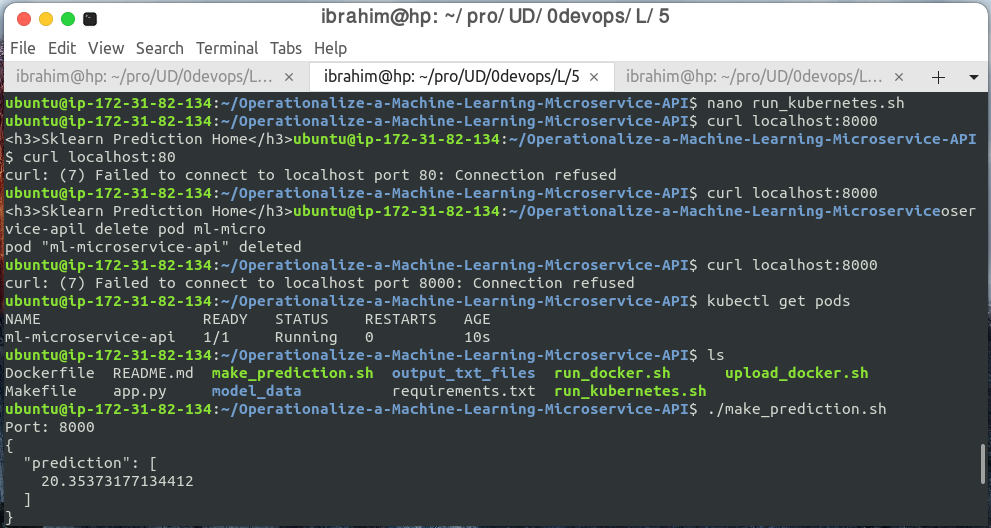 ibrahim@hp: ~/pro/UD/0devops/L/5
File Edit View Search Terminal Tabs Help
ibrahim@hp: ~/pro/UD/0devops/L... × ibrahim@hp: ~/pro/UD/0devops/L/5 × ibrahim@hp: ~/pro/UD/0devops/L... ×
ubuntu@ip-172-31-82-134:~/Operationalize-a-Machine-Learning-Microservice-API$ nano run_kubernetes.sh
ubuntu@ip-172-31-82-134:~/Operationalize-a-Machine-Learning-Microservice-API$ curl localhost:8000
<h3>Sklearn Prediction Home</h3>ubuntu@ip-172-31-82-134:~/Operationalize-a-Machine-Learning-Microservice-API
$ curl localhost:80
curl: (7) Failed to connect to localhost port 80: Connection refused
ubuntu@ip-172-31-82-134:~/Operationalize-a-Machine-Learning-Microservice-API$ curl localhost:8000
<h3>Sklearn Prediction Home</h3>ubuntu@ip-172-31-82-134:~/Operationalize-a-Machine-Learning-Microserviceoser
vice-apil delete pod ml-micro
pod "ml-microservice-api" deleted
ubuntu@ip-172-31-82-134:~/Operationalize-a-Machine-Learning-Microservice-API$ curl localhost:8000
curl: (7) Failed to connect to localhost port 8000: Connection refused
ubuntu@ip-172-31-82-134:~/Operationalize-a-Machine-Learning-Microservice-API$ kubectl get pods
NAME READY STATUS RESTARTS AGE
ml-microservice-api 1/1 Running 0 10s
ubuntu@ip-172-31-82-134:~/Operationalize-a-Machine-Learning-Microservice-API$ ls
Dockerfile README.md make_prediction.sh output_txt_files run_docker.sh upload_docker.sh
Makefile app.py model_data requirements.txt run_kubernetes.sh
ubuntu@ip-172-31-82-134:~/Operationalize-a-Machine-Learning-Microservice-API$ ./make_prediction.sh
Port: 8000
{
"prediction": [
20.35373177134412
]
}